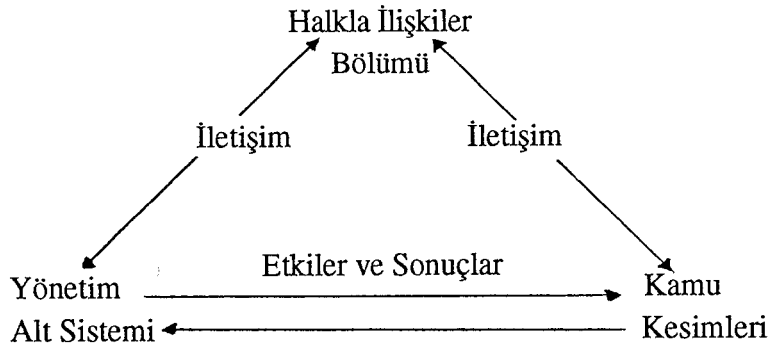 Halkla İlişkiler
Bölümü
İletişim
İletişim
Etkiler ve Sonuçlar
Yönetim
Alt Sistemi
Kamu
Kesimleri